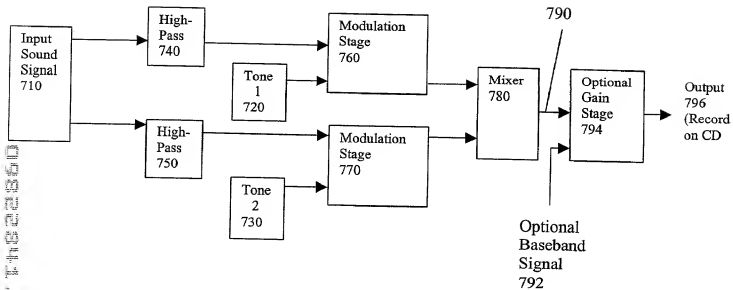 790
High-
Pass
740
Modulation
Stage
760
Input
Sound
Signal
710
Tone
1
720
Mixer
780
Optional
Gain
Stage
794
Output
796
(Record
on CD
High-
Pass
750
Modulation
Stage
770
Tone
2
730
Optional
Baseband
Signal
792